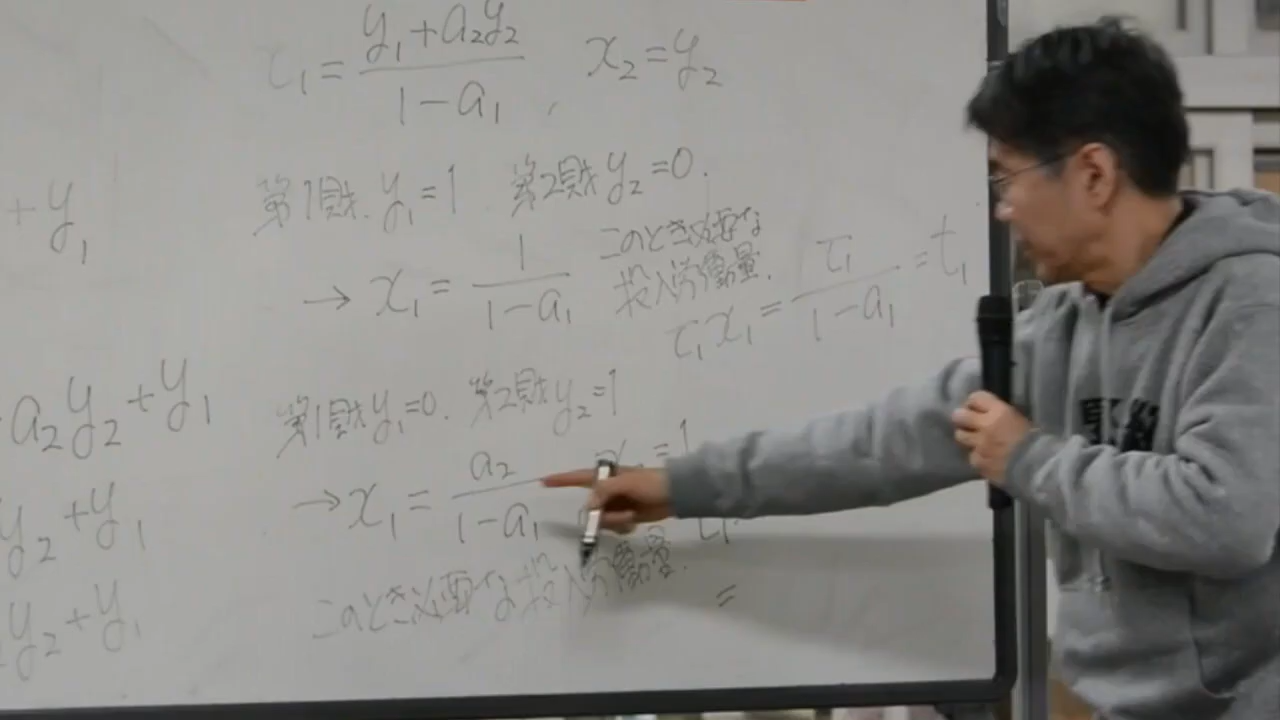 τ₁ = (y₁ + a₂y₂)/(1 − a₁), x₂ = y₂
+ y₁
第1財 y₁ = 1 第2財 y₂ = 0.
→ x₁ = 1/(1 − a₁)
このとき必要な
投入労働量.
τ₁x₁ = τ₁/(1 − a₁) = t₁
a₂y₂ + y₁
第1財 y₁ = 0. 第2財 y₂ = 1
→ x₁ = a₂/(1 − a₁) = 1
y₂ + y₁
このとき必要な投入労働量.
=
y₂ + y₁